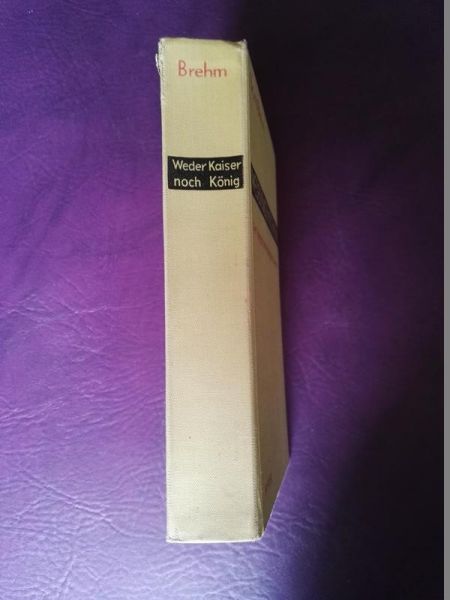 Brehm
Weder Kaiser
noch König